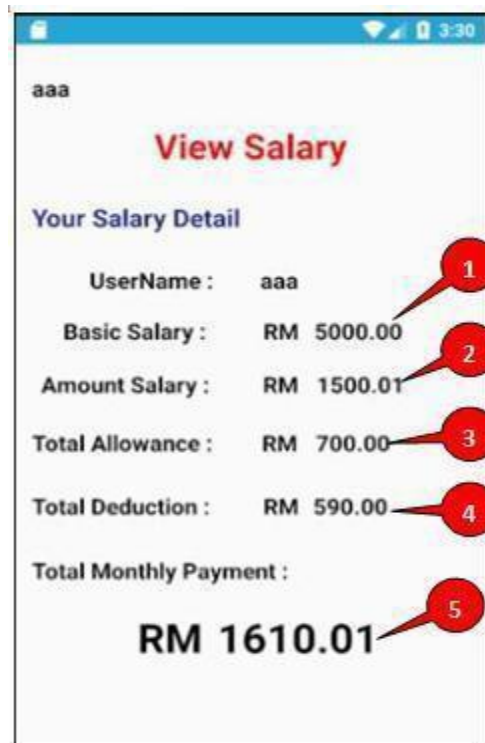 3:30
aaa
View Salary
Your Salary Detail
UserName : aaa
1
Basic Salary : RM 5000.00
2
Amount Salary : RM 1500.01
3
Total Allowance : RM 700.00
4
Total Deduction : RM 590.00
Total Monthly Payment :
5
RM 1610.01